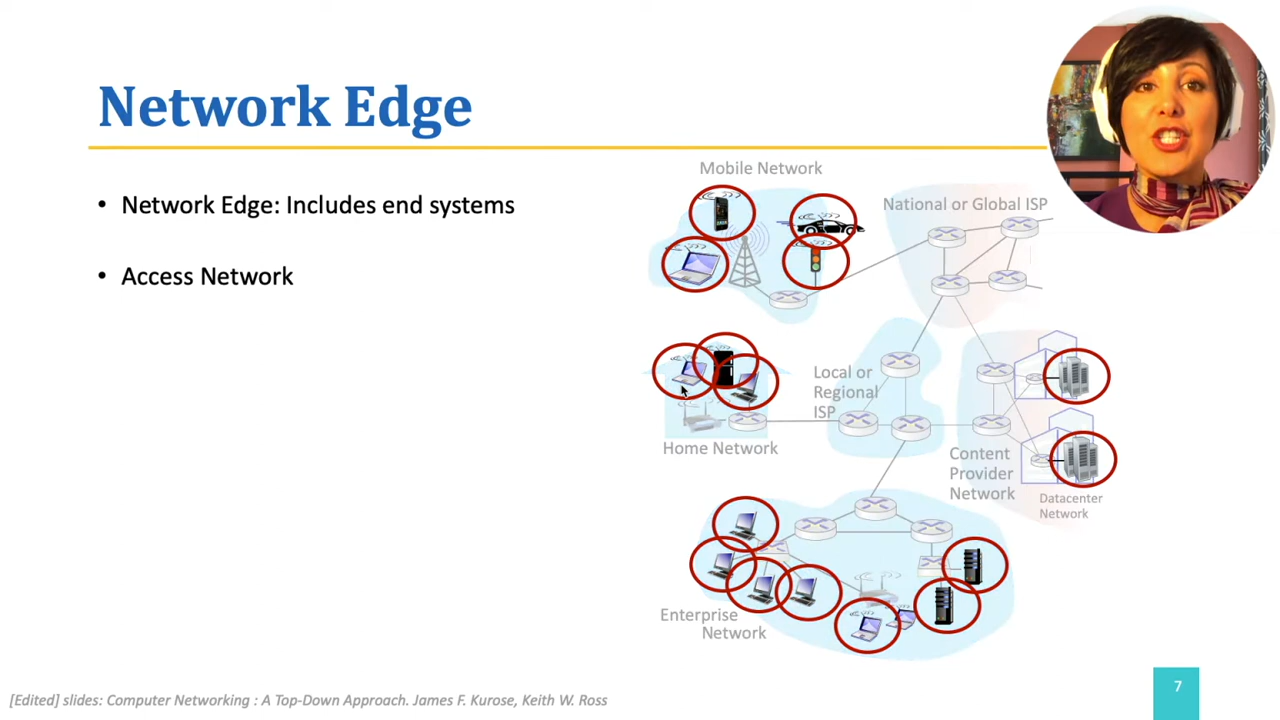 Network Edge
• Network Edge: Includes end systems
• Access Network
Mobile Network
National or Global ISP
Home Network
Local or
Regional
ISP
Content
Provider
Network
Datacenter
Network
Enterprise
Network
[Edited] slides: Computer Networking : A Top-Down Approach. James F. Kurose, Keith W. Ross
7